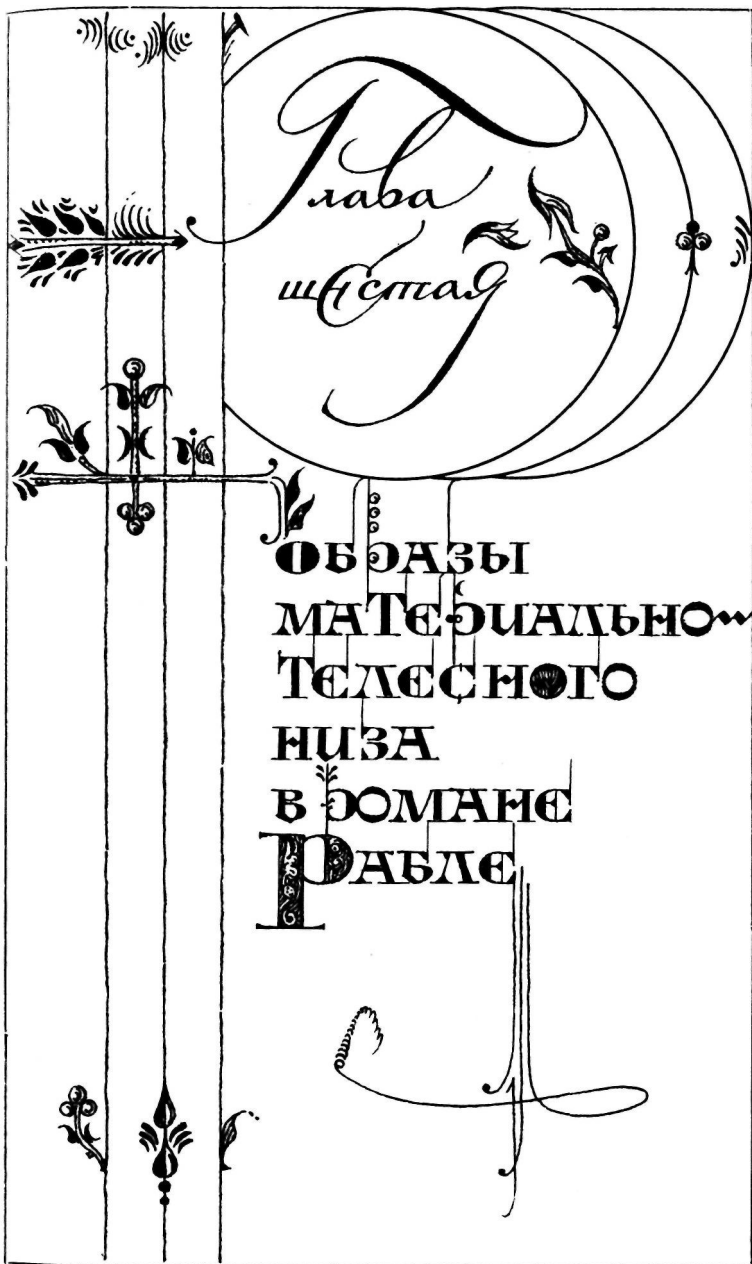 Глава
шестая
ОБРАЗЫ
МАТЕРИАЛЬНО-
ТЕЛЕСНОГО
НИЗА
В РОМАНЕ
РАБЛЕ